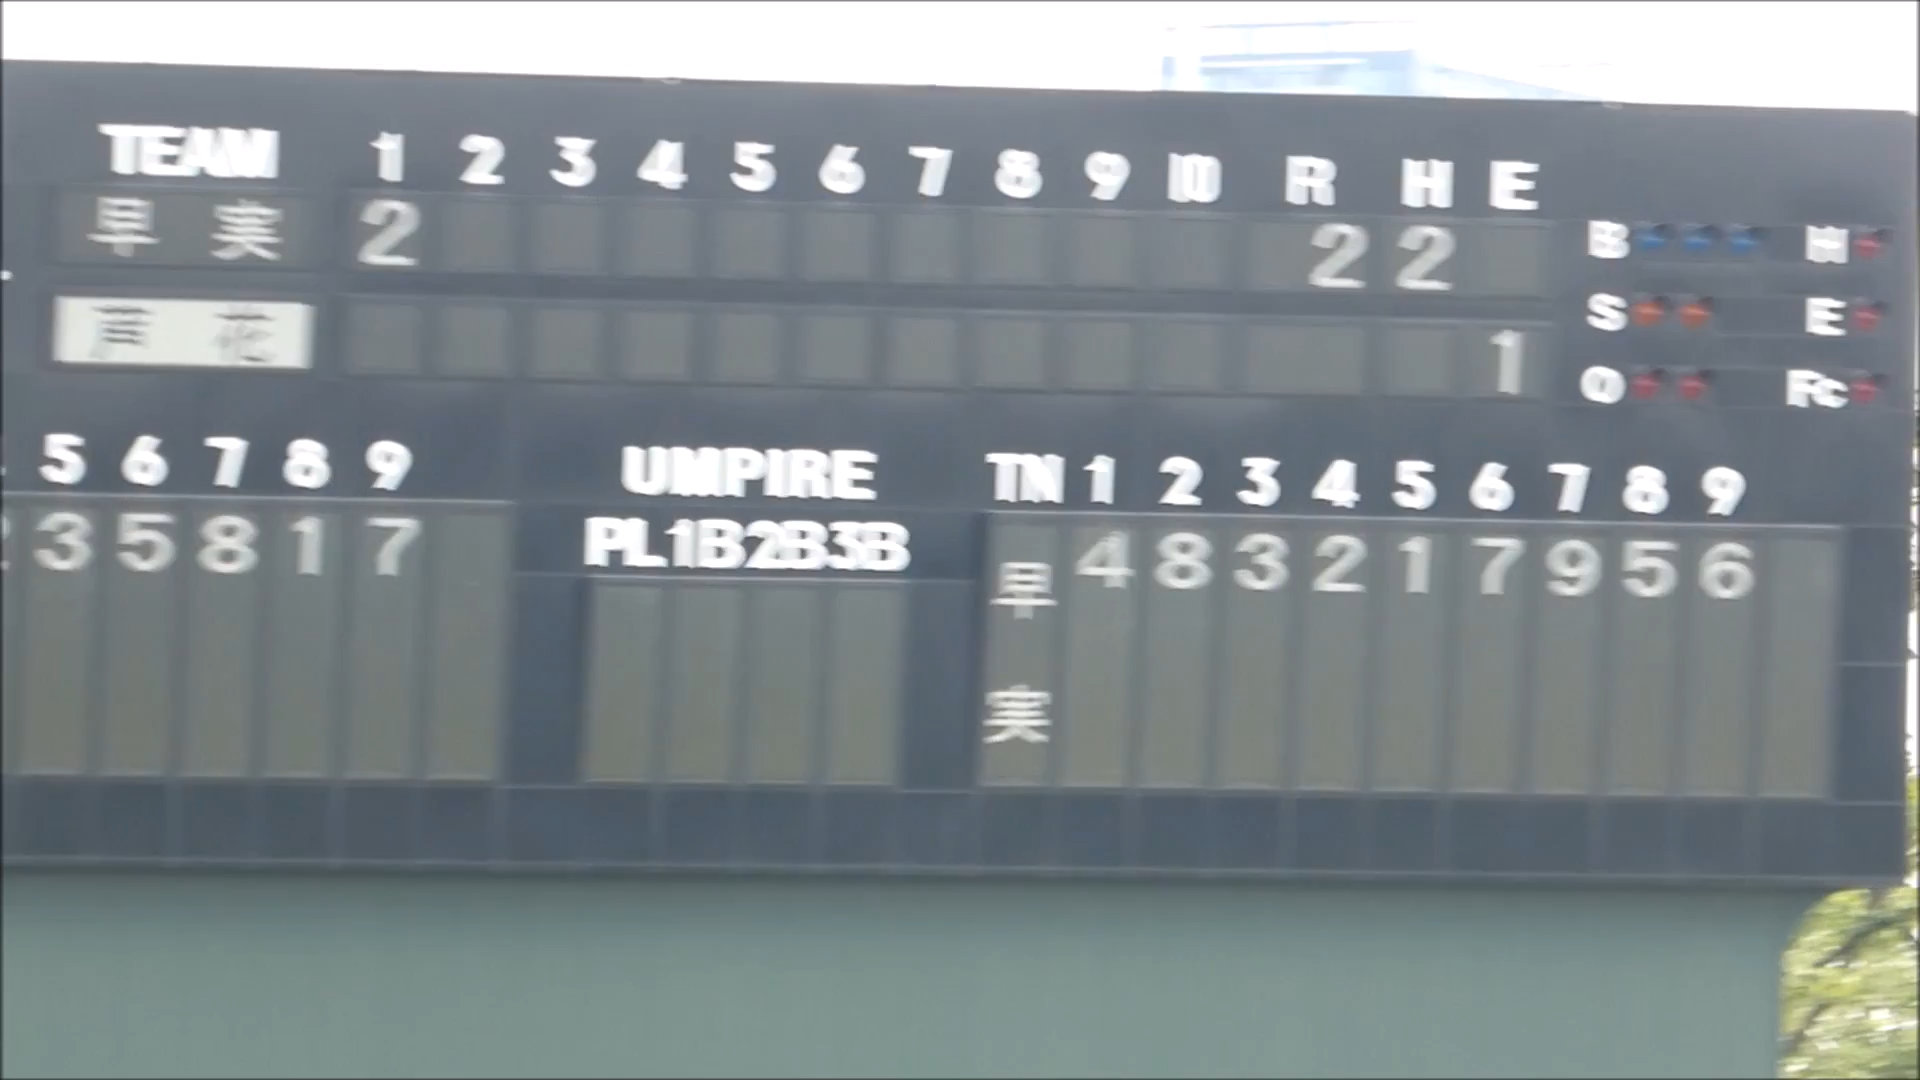 TEAM 1 2 3 4 5 6 7 8 9 10 R H E
早実 2 2 2 B H
芦花 1 S E
O Fc
5 6 7 8 9
3 5 8 1 7
UMPIRE
PL 1B 2B 3B
TN 1 2 3 4 5 6 7 8 9
早実 4 8 3 2 1 7 9 5 6